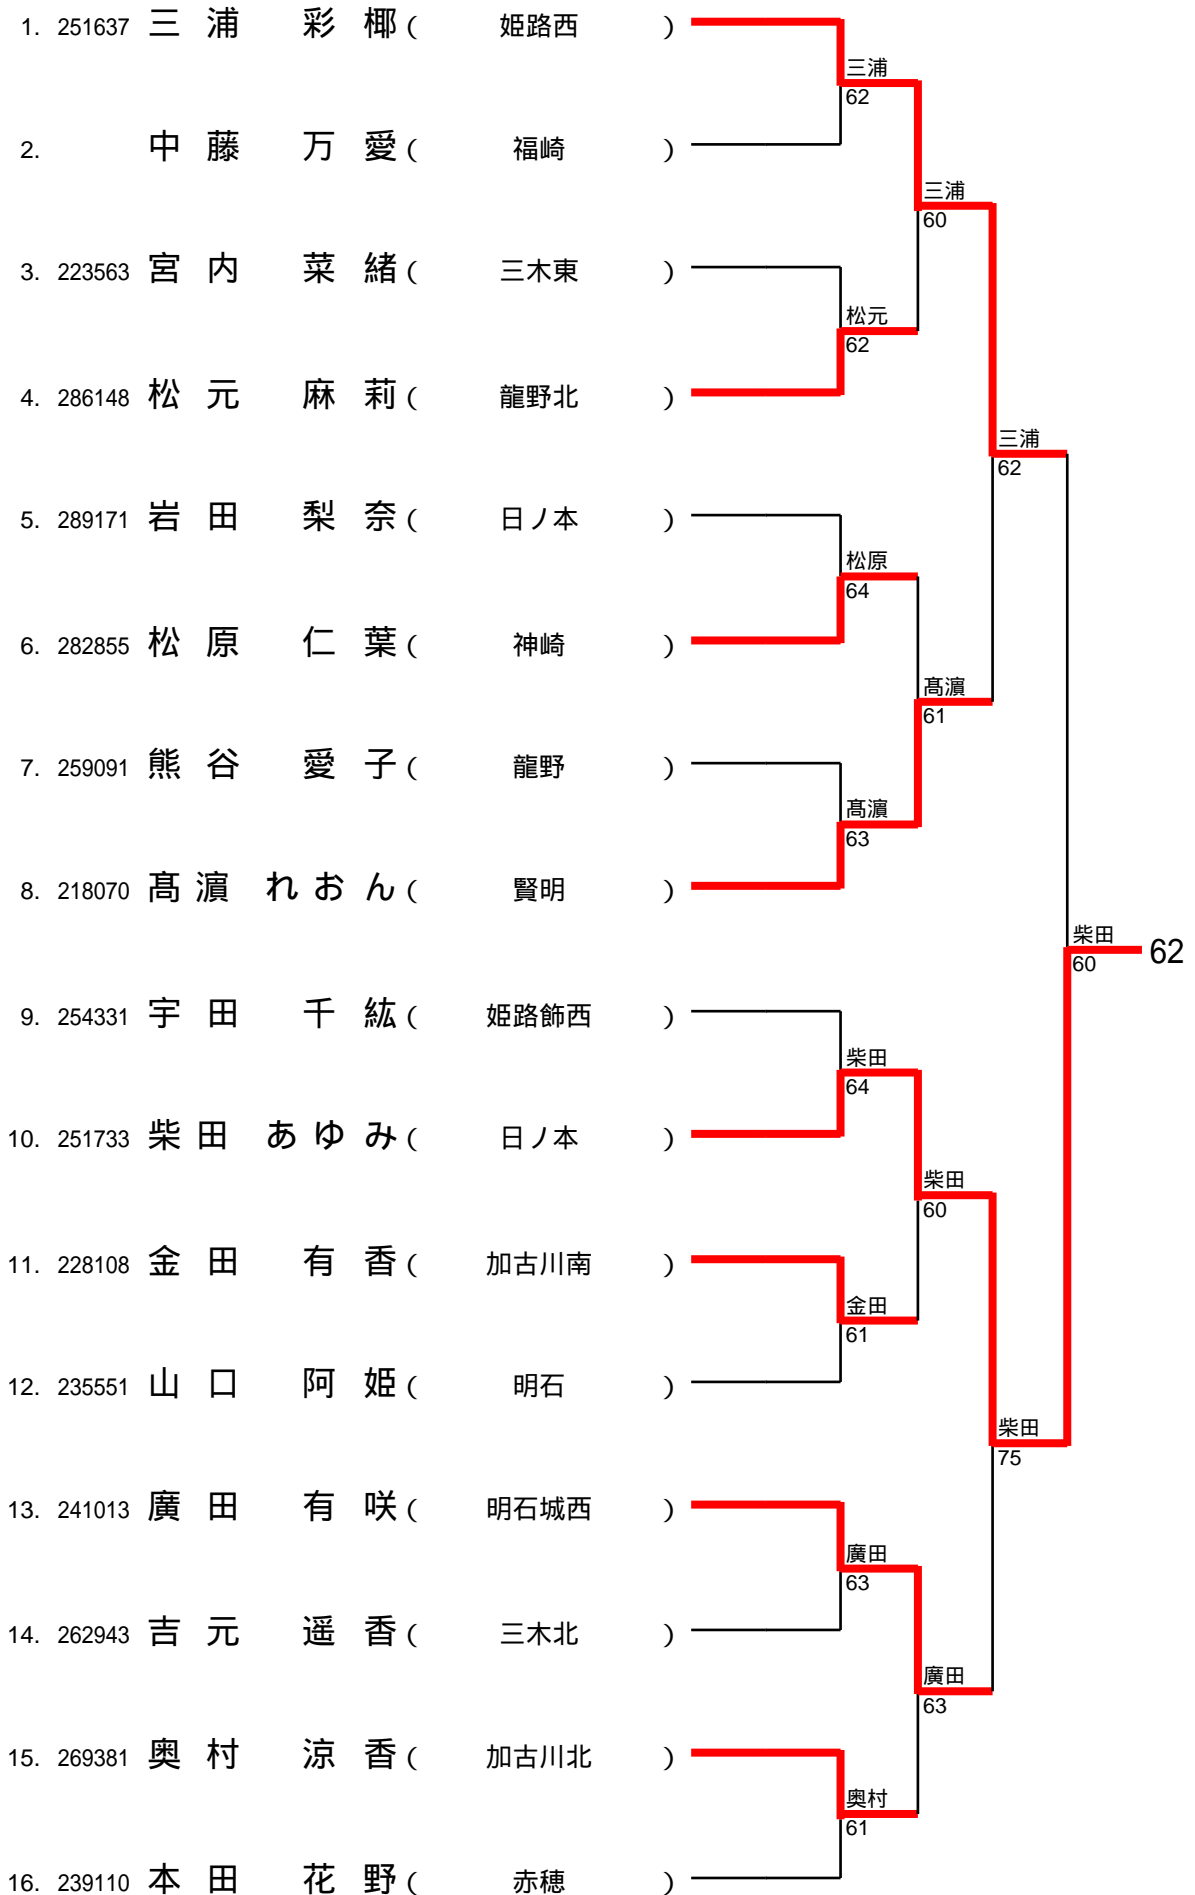 1. 251637 三浦 彩椰 ( 姫路西 )
三浦
62
2. 中藤 万愛 ( 福崎 )
三浦
60
3. 223563 宮内 菜緒 ( 三木東 )
松元
62
4. 286148 松元 麻莉 ( 龍野北 )
三浦
62
5. 289171 岩田 梨奈 ( 日ノ本 )
松原
64
6. 282855 松原 仁葉 ( 神崎 )
髙濵
61
7. 259091 熊谷 愛子 ( 龍野 )
髙濵
63
8. 218070 髙濵 れおん ( 賢明 )
柴田 62
60
9. 254331 宇田 千紘 ( 姫路飾西 )
柴田
64
10. 251733 柴田 あゆみ ( 日ノ本 )
柴田
60
11. 228108 金田 有香 ( 加古川南 )
金田
61
12. 235551 山口 阿姫 ( 明石 )
柴田
75
13. 241013 廣田 有咲 ( 明石城西 )
廣田
63
14. 262943 吉元 遥香 ( 三木北 )
廣田
63
15. 269381 奥村 涼香 ( 加古川北 )
奥村
61
16. 239110 本田 花野 ( 赤穂 )